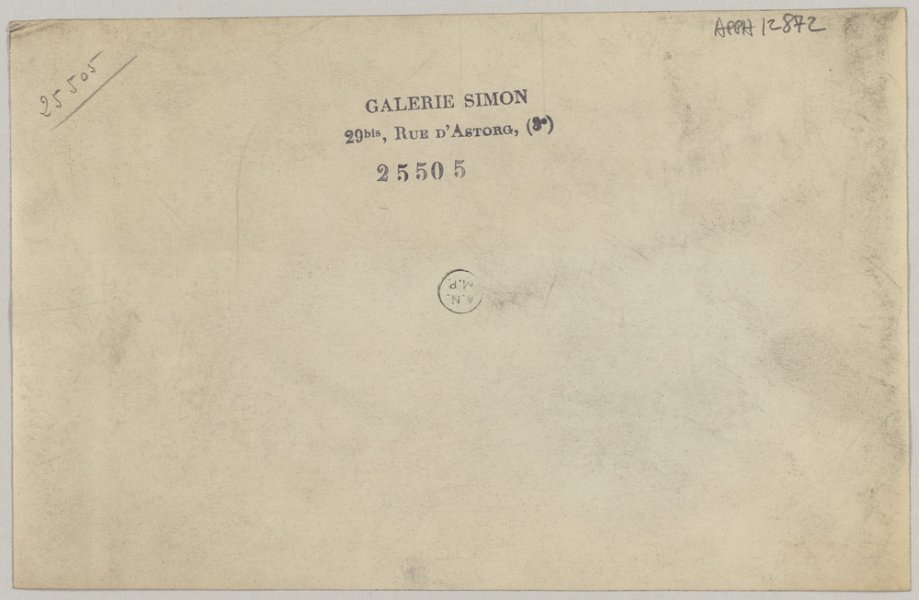 APPH 12872
25505
GALERIE SIMON
29bis, RUE D'ASTORG, (8e)
25505
A.N.
M.P.